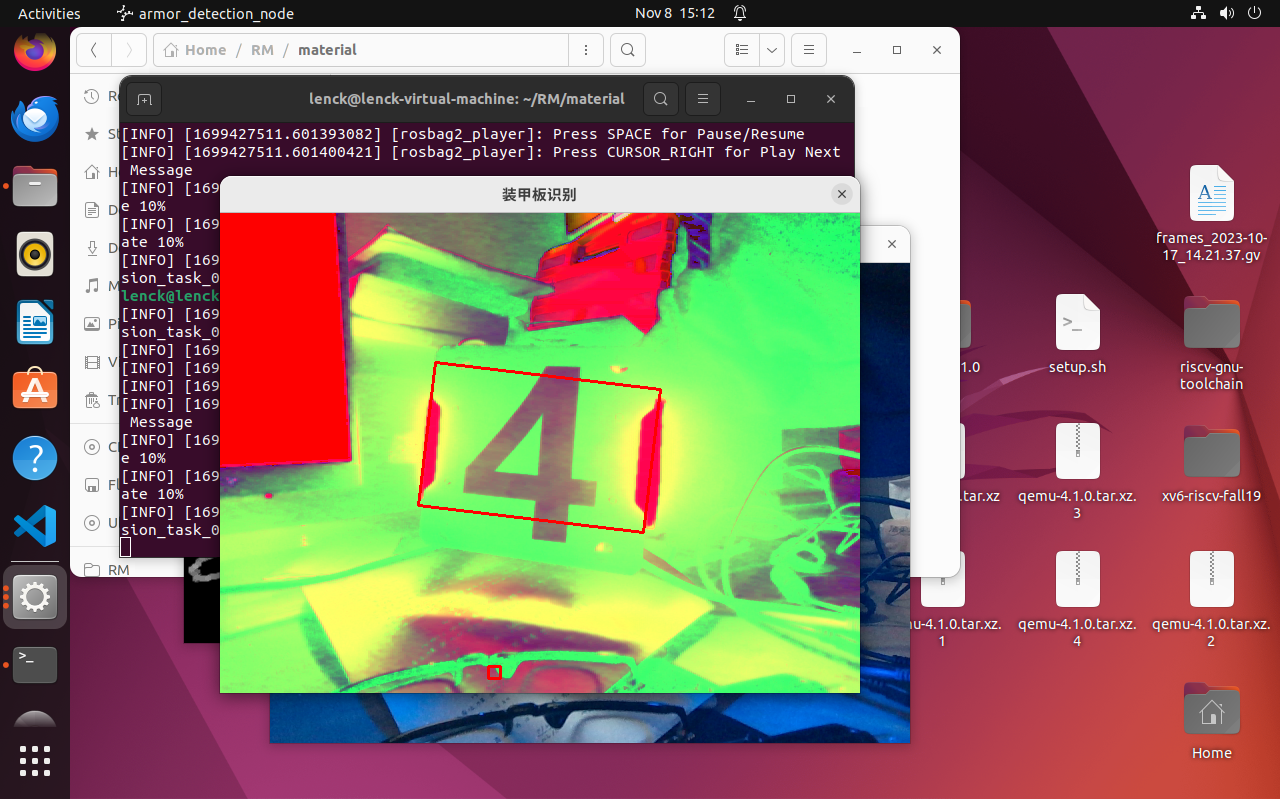 Activities
armor_detection_node
Nov 8 15:12
Home / RM / material
lenck@lenck-virtual-machine: ~/RM/material
[INFO] [1699427511.601393082] [rosbag2_player]: Press SPACE for Pause/Resume
[INFO] [1699427511.601400421] [rosbag2_player]: Press CURSOR_RIGHT for Play Next
Message
[INFO] [169
e 10%
[INFO] [169
ate 10%
[INFO] [169
sion_task_0
lenck@lenck
[INFO] [169
sion_task_0
[INFO] [169
[INFO] [169
[INFO] [169
[INFO] [169
Message
[INFO] [169
e 10%
[INFO] [169
ate 10%
[INFO] [169
sion_task_0
RM
装甲板识别
4
frames_2023-10-
17_14.21.37.gv
1.0
setup.sh
riscv-gnu-
toolchain
.tar.xz
qemu-4.1.0.tar.xz.
3
xv6-riscv-fall19
mu-4.1.0.tar.xz.
1
qemu-4.1.0.tar.xz.
4
qemu-4.1.0.tar.xz.
2
Home